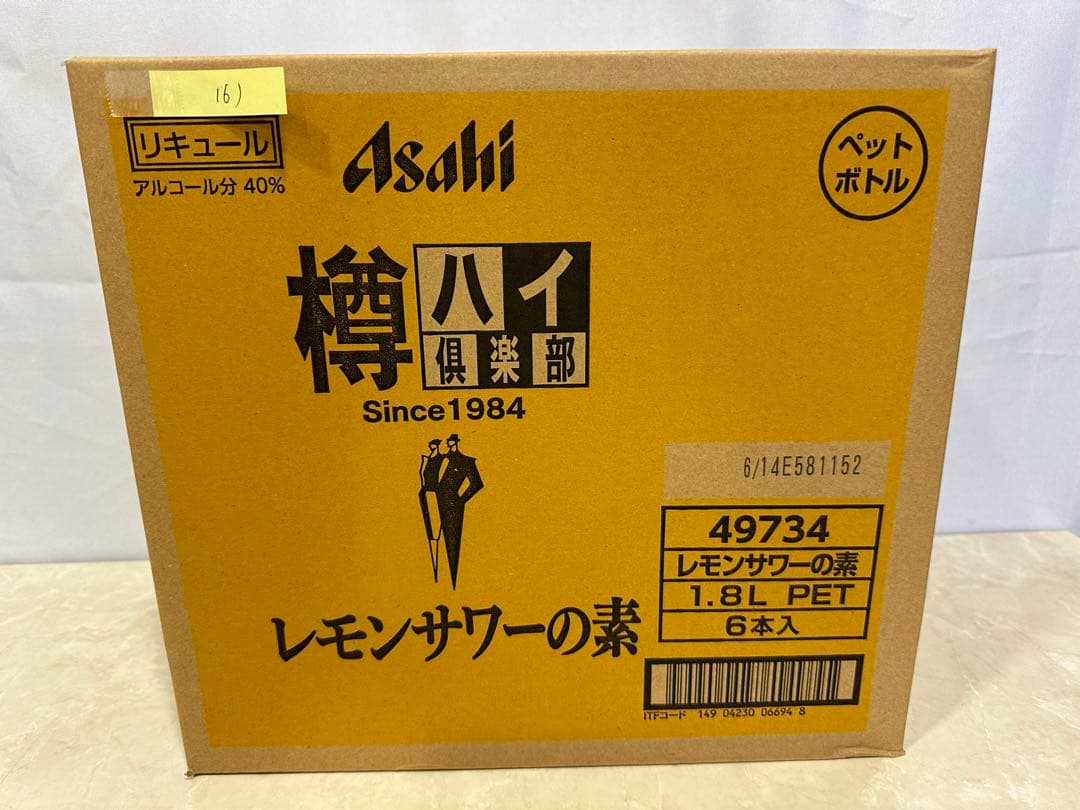 16)
リキュール
アルコール分 40%
Asahi
ペット
ボトル
樽ハイ
倶楽部
Since1984
6/14E581152
49734
レモンサワーの素
1.8L PET
6本入
レモンサワーの素
ITFコード 149 04230 06694 8